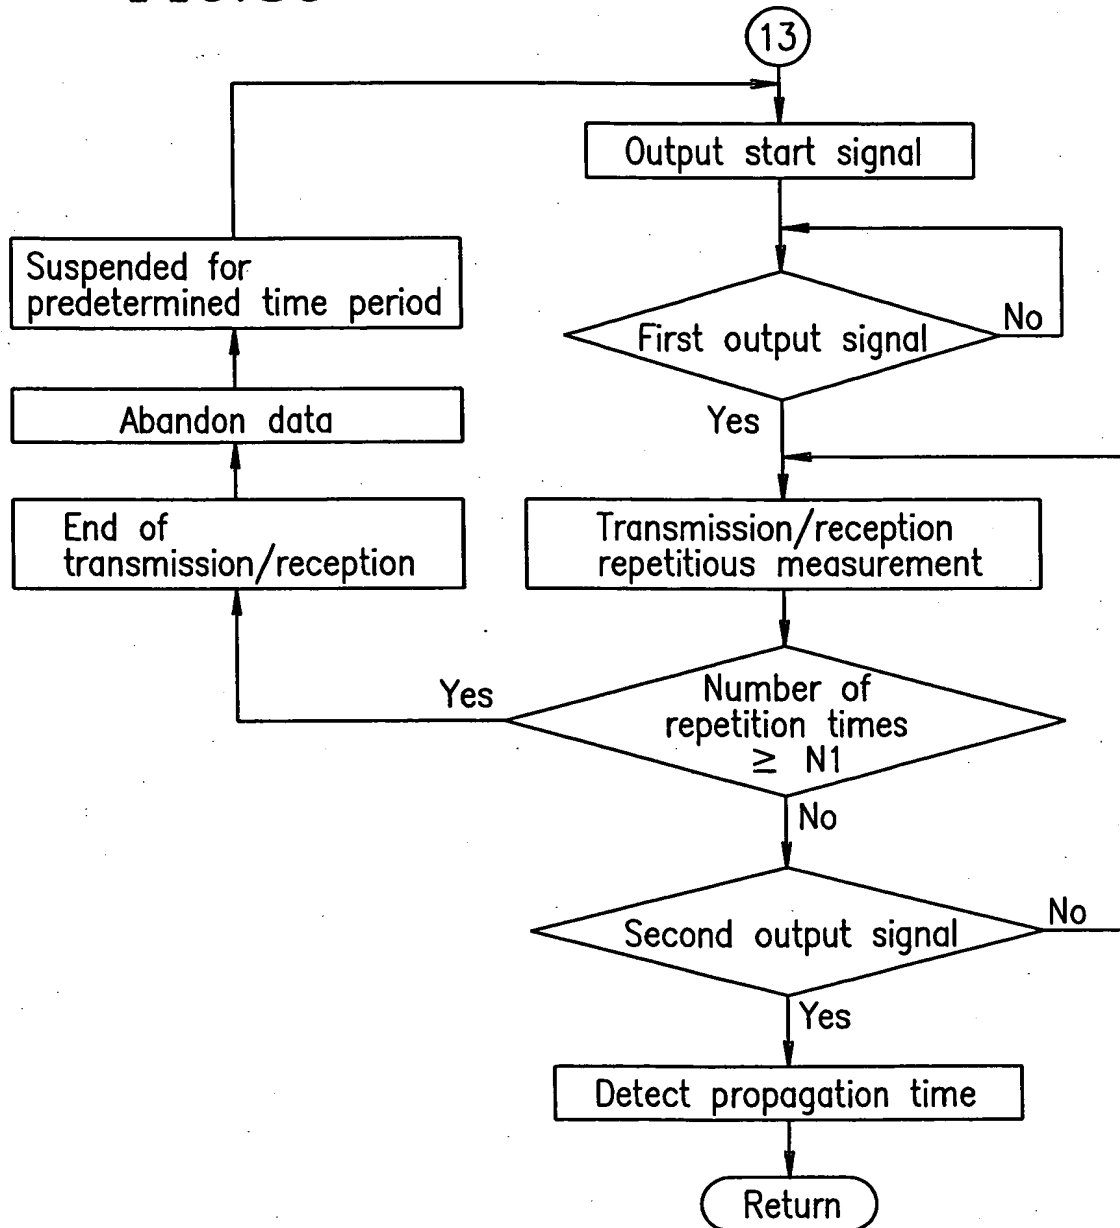 13
Output start signal
Suspended for
predetermined time period
First output signal
No
Abandon data
Yes
End of
transmission/reception
Transmission/reception
repetitious measurement
Yes
Number of
repetition times
≥ N1
No
Second output signal
No
Yes
Detect propagation time
Return